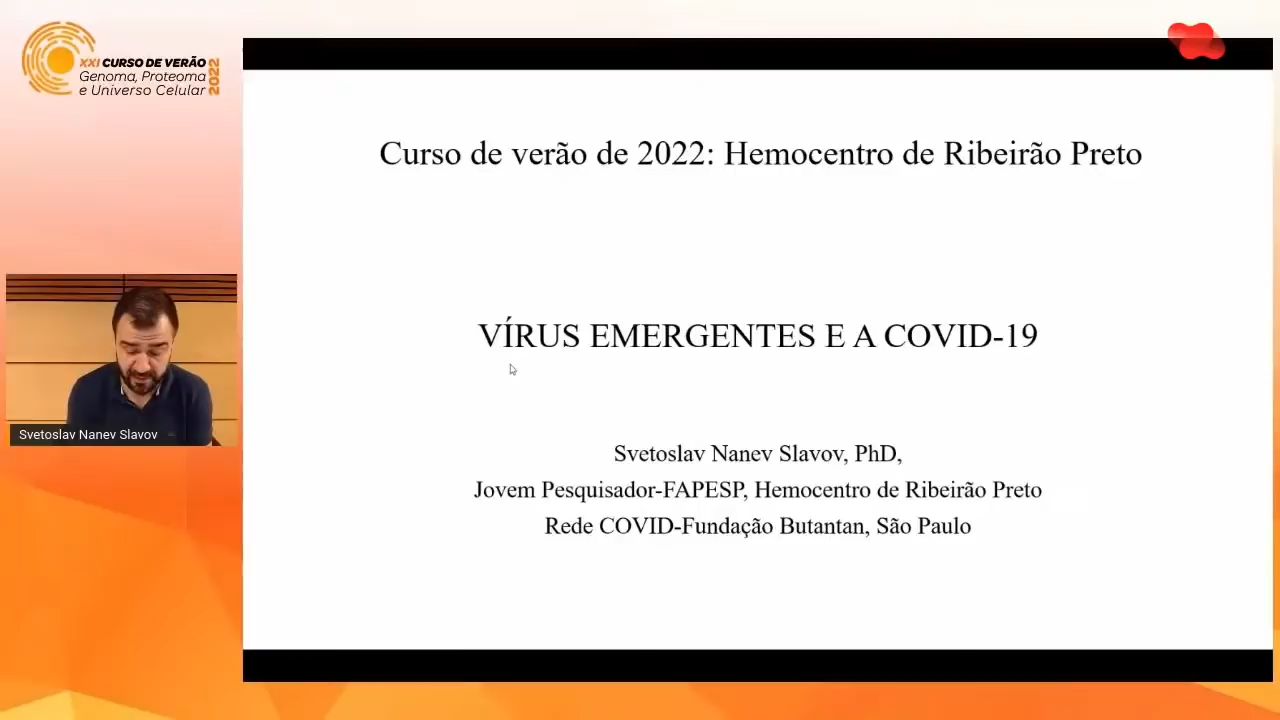 XXI CURSO DE VERÃO
Genoma, Proteoma
e Universo Celular
2022
Curso de verão de 2022: Hemocentro de Ribeirão Preto
VÍRUS EMERGENTES E A COVID-19
Svetoslav Nanev Slavov, PhD,
Jovem Pesquisador-FAPESP, Hemocentro de Ribeirão Preto
Rede COVID-Fundação Butantan, São Paulo
Svetoslav Nanev Slavov